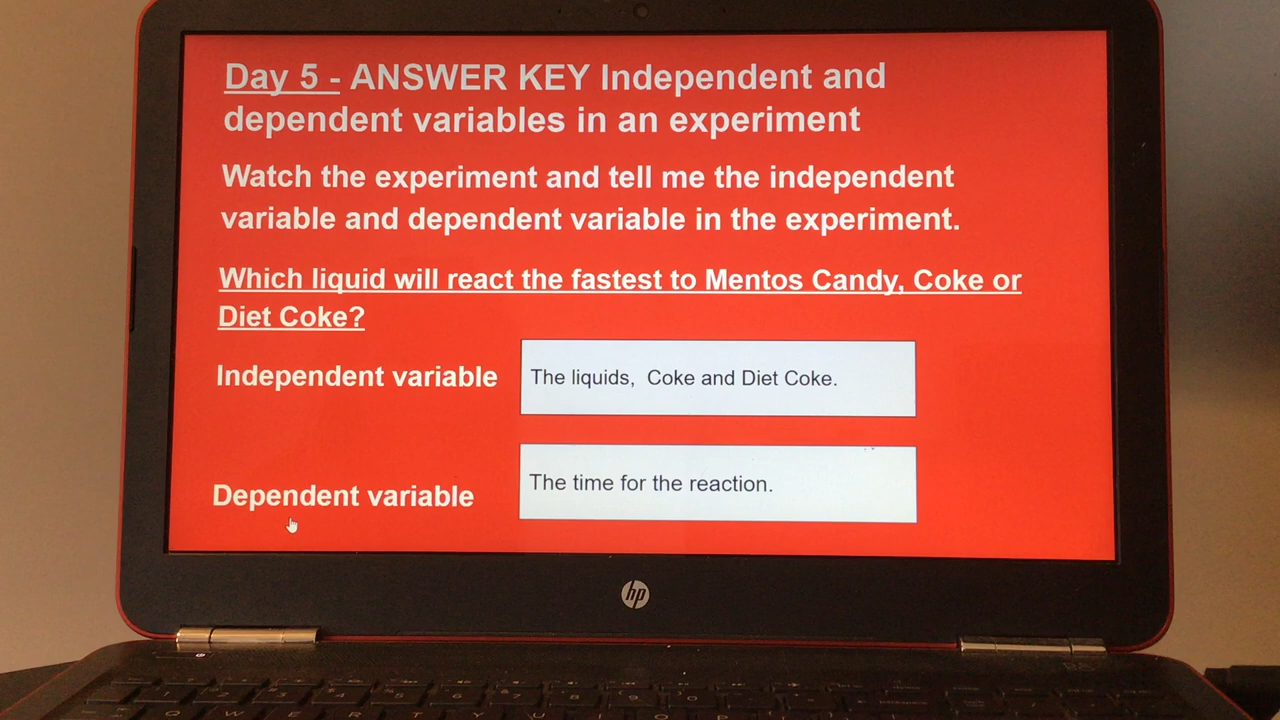 Day 5 - ANSWER KEY Independent and
dependent variables in an experiment
Watch the experiment and tell me the independent
variable and dependent variable in the experiment.
Which liquid will react the fastest to Mentos Candy, Coke or
Diet Coke?
Independent variable
The liquids, Coke and Diet Coke.
Dependent variable
The time for the reaction.
hp